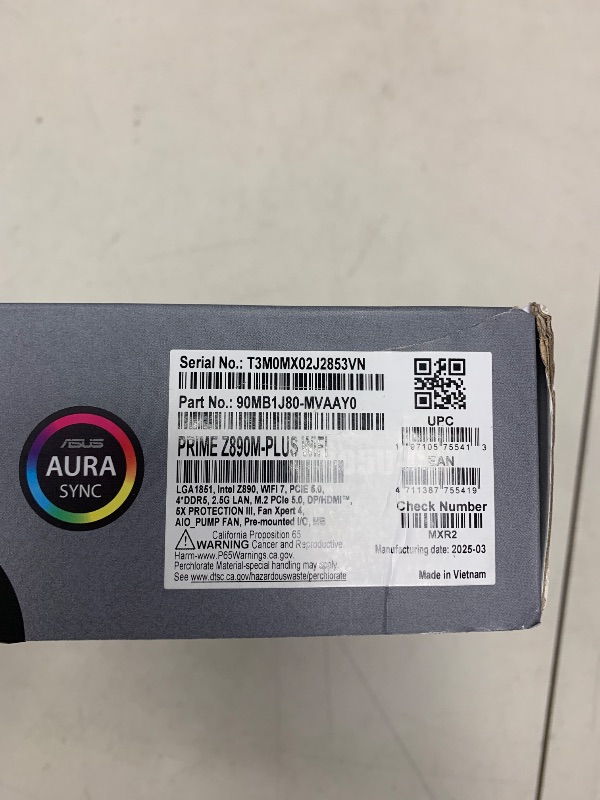 ASUS
AURA
SYNC
Serial No.: T3M0MX02J2853VN
Part No.: 90MB1J80-MVAAY0
PRIME Z890M-PLUS WIFI
LGA1851, Intel Z890, WIFI 7, PCIE 5.0,
4*DDR5, 2.5G LAN, M.2 PCIe 5.0, DP/HDMI™,
5X PROTECTION III, Fan Xpert 4,
AIO_PUMP FAN, Pre-mounted I/O, MB
California Proposition 65
WARNING Cancer and Reproductive
Harm-www.P65Warnings.ca.gov.
Perchlorate Material-special handling may apply.
See www.dtsc.ca.gov/hazardouswaste/perchlorate
UPC
97105 75541 3
EAN
4 711387 755419
Check Number
MXR2
Manufacturing date: 2025-03
Made in Vietnam